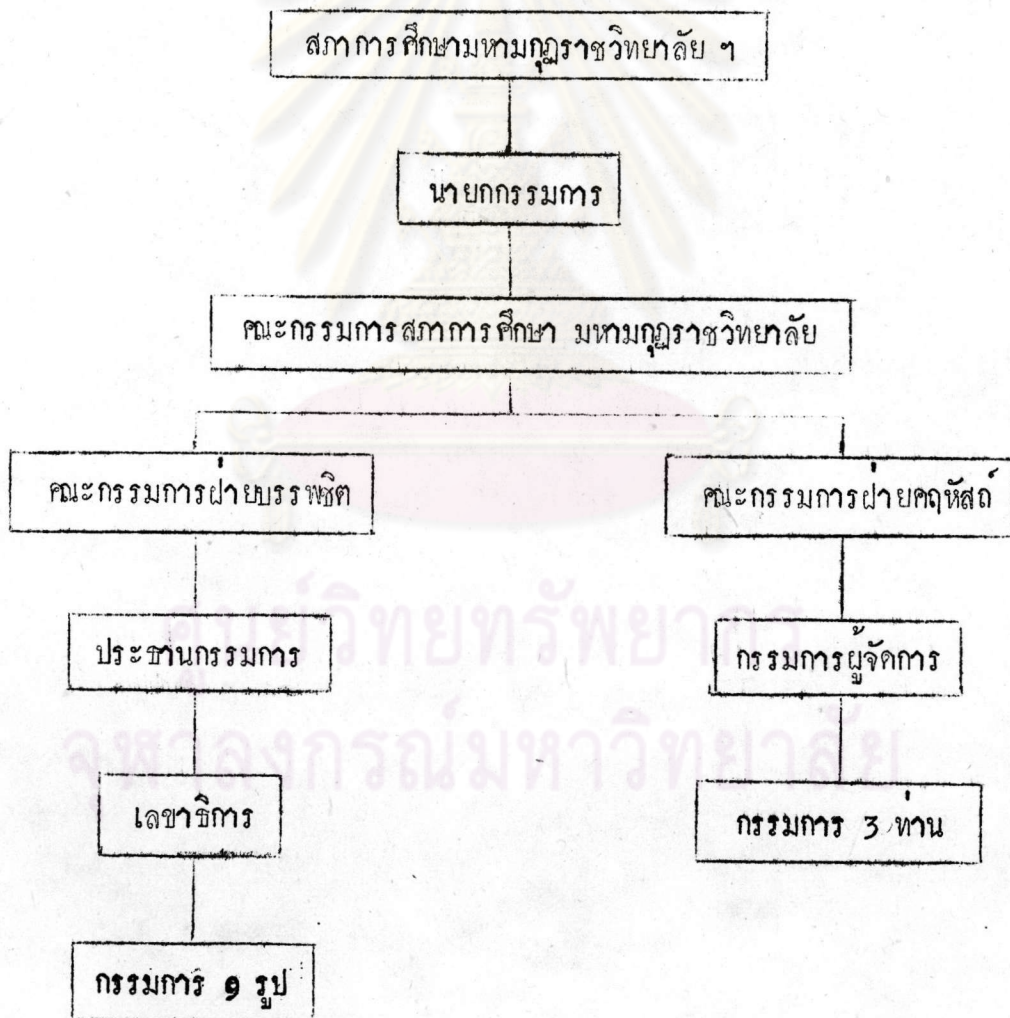 สภาการศึกษามหามกุฏราชวิทยาลัย ฯ
นายกกรรมการ
คณะกรรมการสภาการศึกษา มหามกุฏราชวิทยาลัย
คณะกรรมการฝ่ายบรรพชิต
คณะกรรมการฝ่ายคฤหัสถ์
ประธานกรรมการ
กรรมการผู้จัดการ
เลขาธิการ
กรรมการ 3 ท่าน
กรรมการ 9 รูป
ศูนย์วิทยทรัพยากร
จุฬาลงกรณ์มหาวิทยาลัย